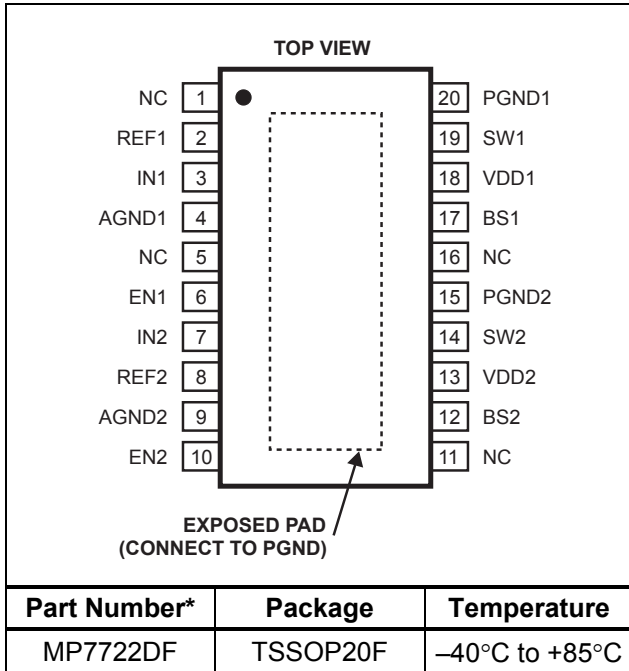 TOP VIEW
NC 1 20 PGND1
REF1 2 19 SW1
IN1 3 18 VDD1
AGND1 4 17 BS1
NC 5 16 NC
EN1 6 15 PGND2
IN2 7 14 SW2
REF2 8 13 VDD2
AGND2 9 12 BS2
EN2 10 11 NC
EXPOSED PAD
(CONNECT TO PGND)
Part Number* Package Temperature
MP7722DF TSSOP20F –40°C to +85°C